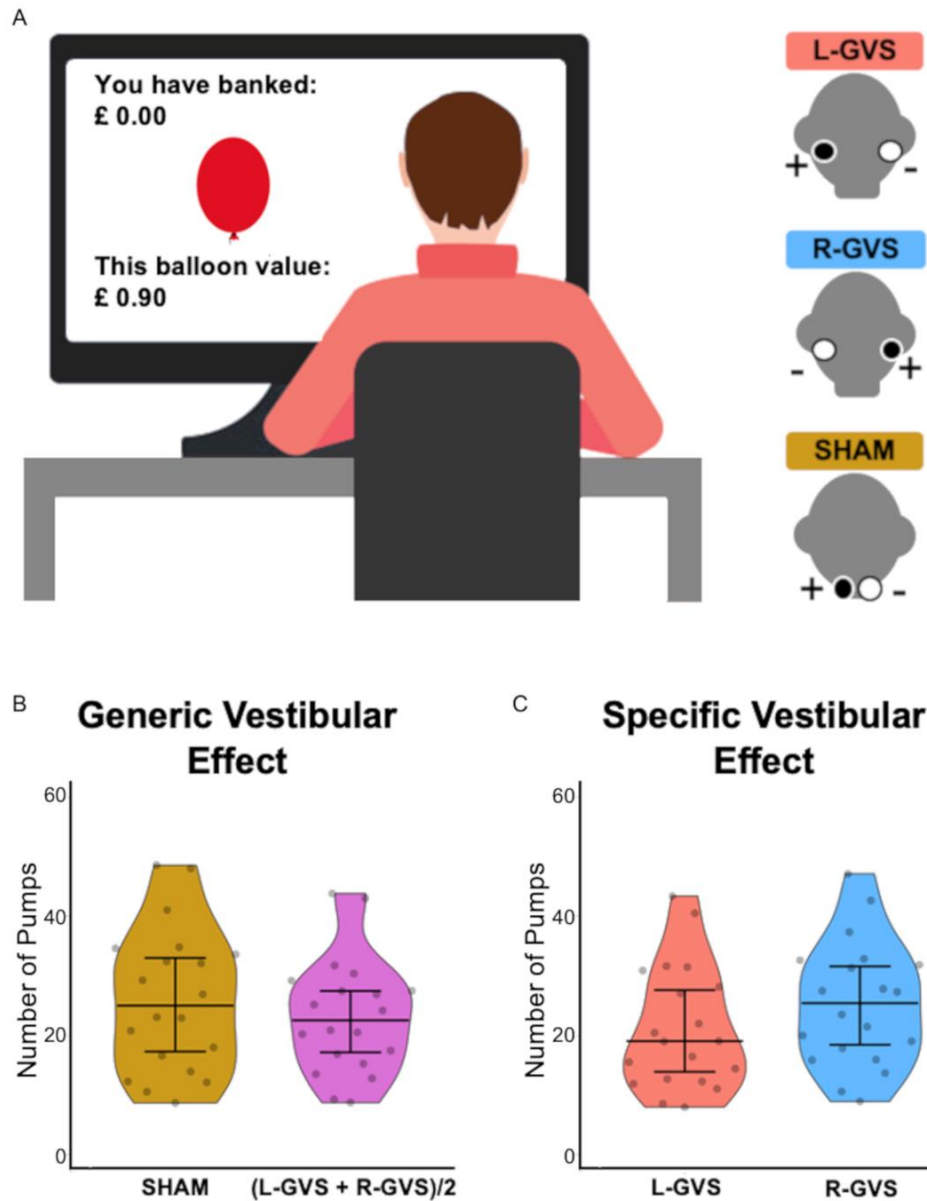 A
You have banked:
£ 0.00
This balloon value:
£ 0.90
L-GVS
+
-
R-GVS
-
+
SHAM
+
-
B
Generic Vestibular
Effect
Number of Pumps
60
40
20
0
SHAM
(L-GVS + R-GVS)/2
C
Specific Vestibular
Effect
Number of Pumps
60
40
20
0
L-GVS
R-GVS